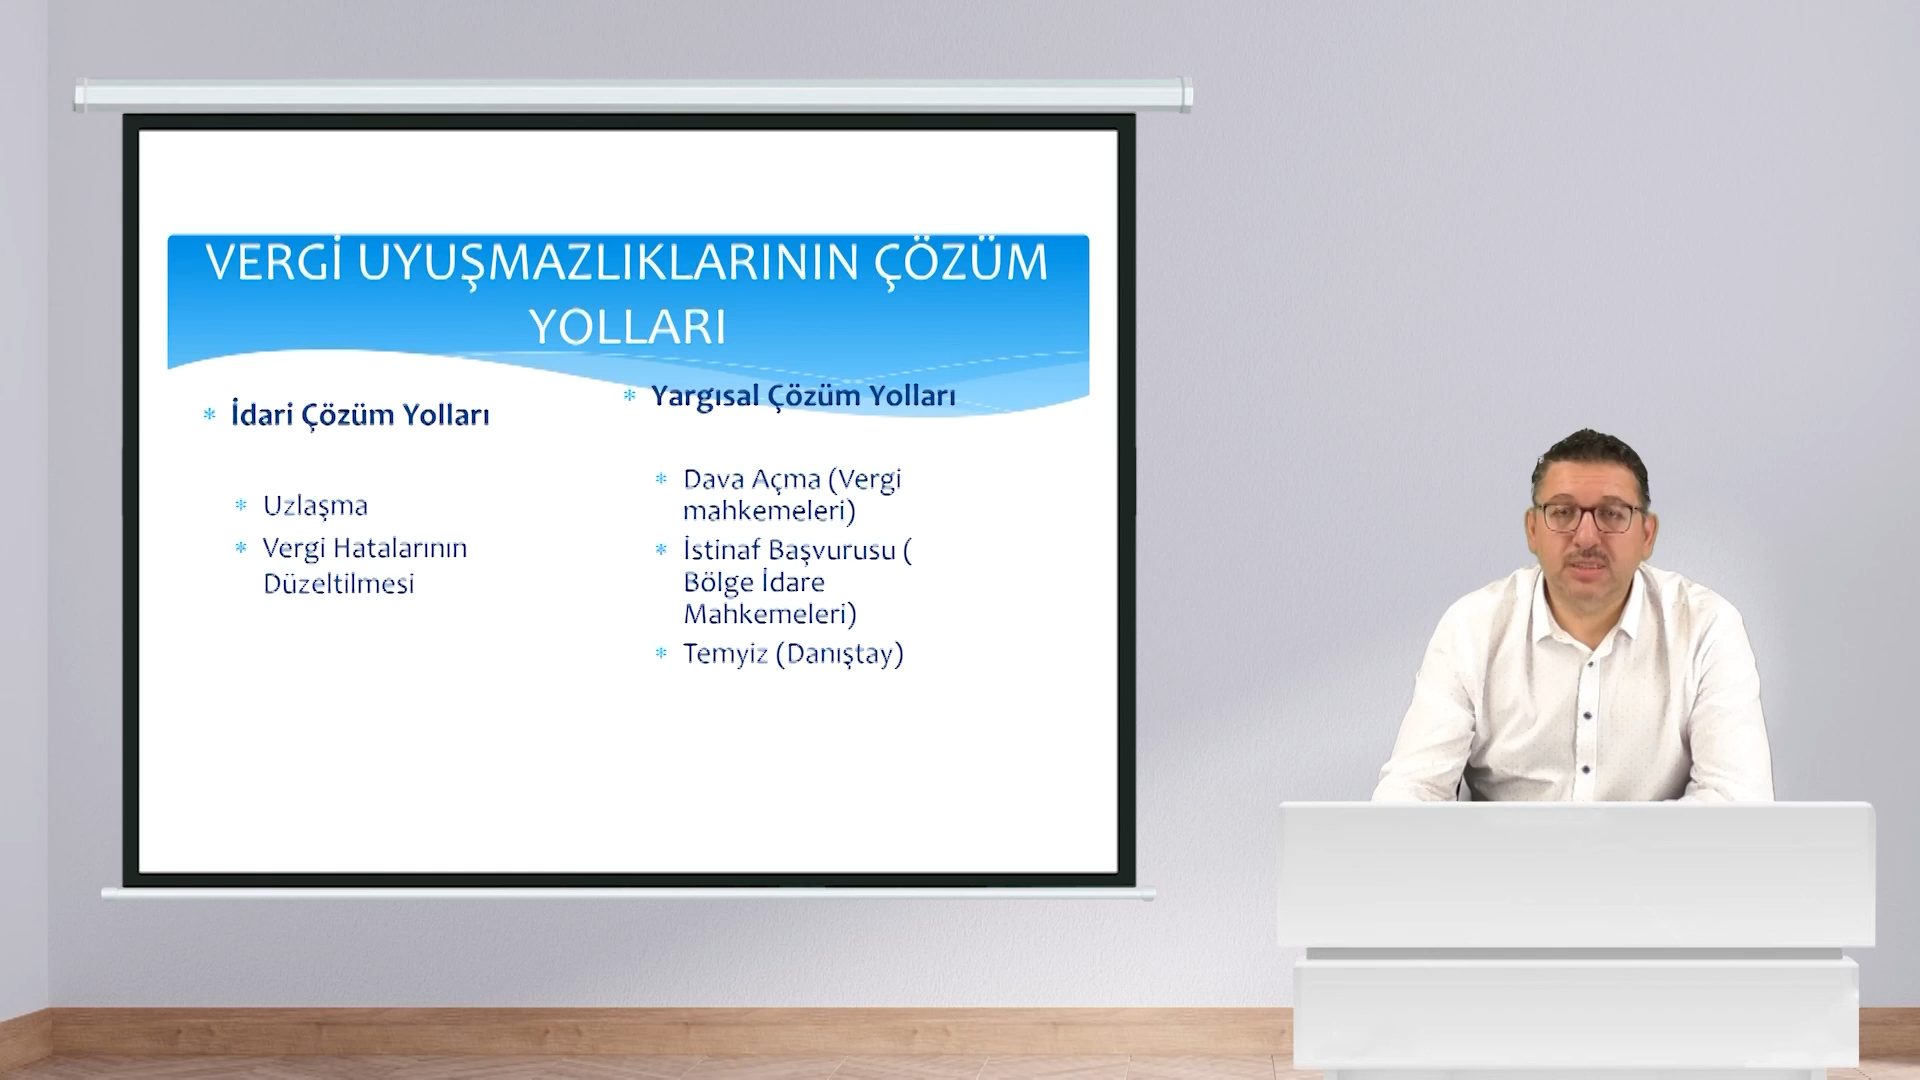 VERGİ UYUŞMAZLIKLARININ ÇÖZÜM
YOLLARI
* İdari Çözüm Yolları
* Uzlaşma
* Vergi Hatalarının
Düzeltilmesi
* Yargısal Çözüm Yolları
* Dava Açma (Vergi
mahkemeleri)
* İstinaf Başvurusu (
Bölge İdare
Mahkemeleri)
* Temyiz (Danıştay)